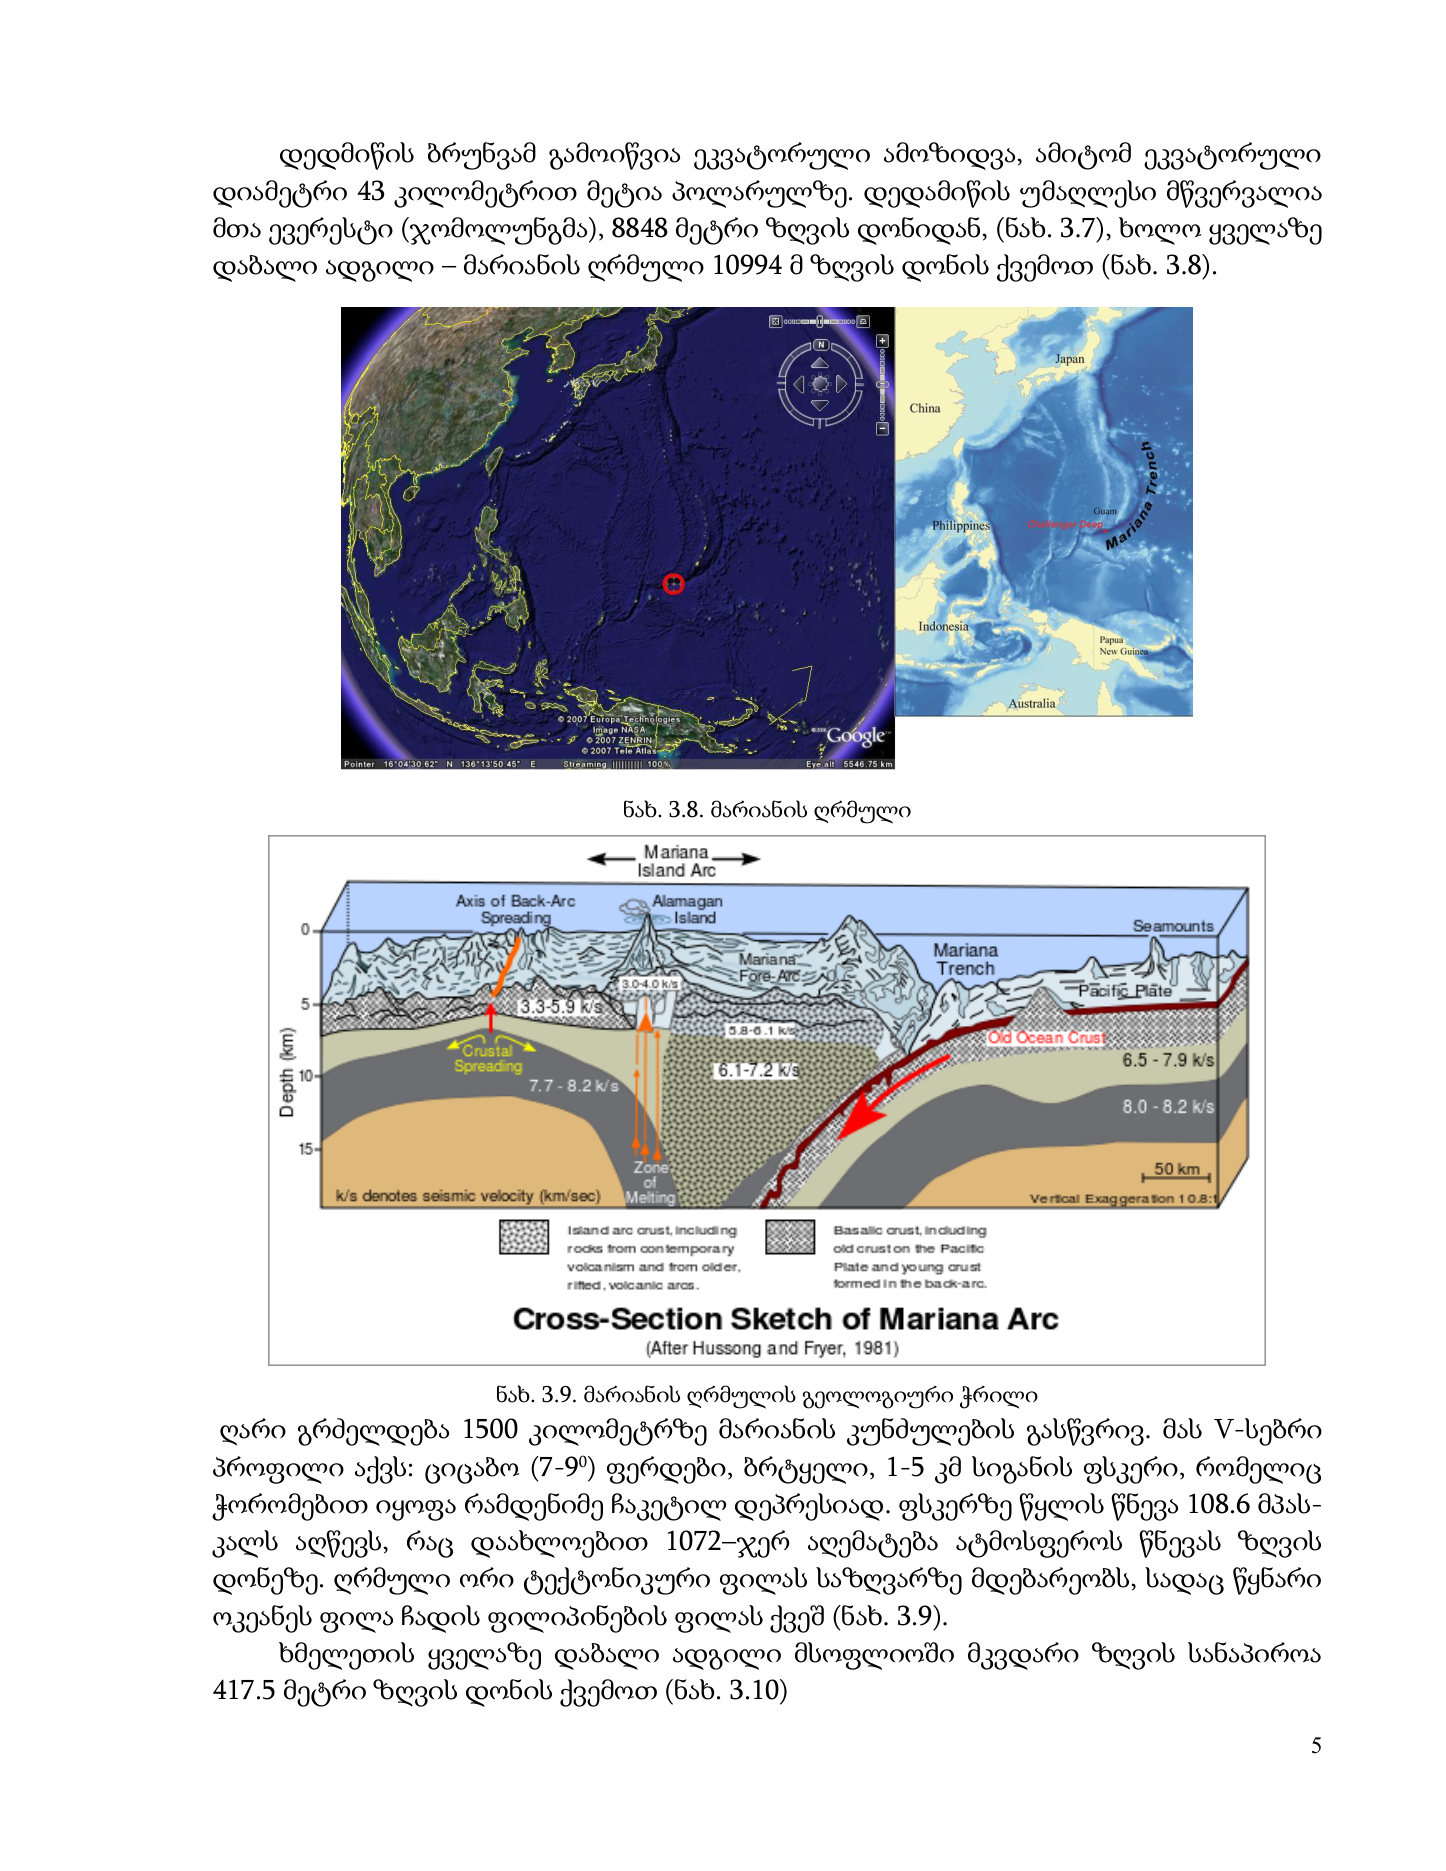 დედმიწის ბრუნვამ გამოიწვია ეკვატორული ამოზიდვა, ამიტომ ეკვატორული
დიამეტრი 43 კილომეტრით მეტია პოლარულზე. დედამიწის უმაღლესი მწვერვალია
მთა ევერესტი (ჯომოლუნგმა), 8848 მეტრი ზღვის დონიდან, (ნახ. 3.7), ხოლო ყველაზე
დაბალი ადგილი – მარიანის ღრმული 10994 მ ზღვის დონის ქვემოთ (ნახ. 3.8).
N
Japan
China
Mariana Trench
Guam
Challenger Deep
Philippines
Indonesia
Papua
New Guinea
Australia
© 2007 Europa Technologies
Image NASA
© 2007 ZENRIN
© 2007 Tele Atlas
Google
Pointer 16°04'30.62" N 136°13'50.45" E Streaming |||||||||| 100% Eye alt 5546.75 km
ნახ. 3.8. მარიანის ღრმული
Mariana
Island Arc
Axis of Back-Arc
Spreading
Alamagan
Island
Seamounts
0
Mariana
Fore-Arc
Mariana
Trench
3.0-4.0 k/s
Pacific Plate
5
3.3-5.9 k/s
5.8-6.1 k/s
Old Ocean Crust
Crustal
Spreading
6.1-7.2 k/s
6.5 - 7.9 k/s
Depth (km)
10
7.7 - 8.2 k/s
8.0 - 8.2 k/s
15
Zone
of
Melting
50 km
k/s denotes seismic velocity (km/sec)
Vertical Exaggeration 10.8:1
Island arc crust, including
rocks from contemporary
volcanism and from older,
rifted, volcanic arcs.
Basalic crust, including
old crust on the Pacific
Plate and young crust
formed in the back-arc.
Cross-Section Sketch of Mariana Arc
(After Hussong and Fryer, 1981)
ნახ. 3.9. მარიანის ღრმულის გეოლოგიური ჭრილი
ღარი გრძელდება 1500 კილომეტრზე მარიანის კუნძულების გასწვრივ. მას V-სებრი
პროფილი აქვს: ციცაბო (7-9⁰) ფერდები, ბრტყელი, 1-5 კმ სიგანის ფსკერი, რომელიც
ჭორომებით იყოფა რამდენიმე ჩაკეტილ დეპრესიად. ფსკერზე წყლის წნევა 108.6 მპას-
კალს აღწევს, რაც დაახლოებით 1072–ჯერ აღემატება ატმოსფეროს წნევას ზღვის
დონეზე. ღრმული ორი ტექტონიკური ფილას საზღვარზე მდებარეობს, სადაც წყნარი
ოკეანეს ფილა ჩადის ფილიპინების ფილას ქვეშ (ნახ. 3.9).
ხმელეთის ყველაზე დაბალი ადგილი მსოფლიოში მკვდარი ზღვის სანაპიროა
417.5 მეტრი ზღვის დონის ქვემოთ (ნახ. 3.10)
5